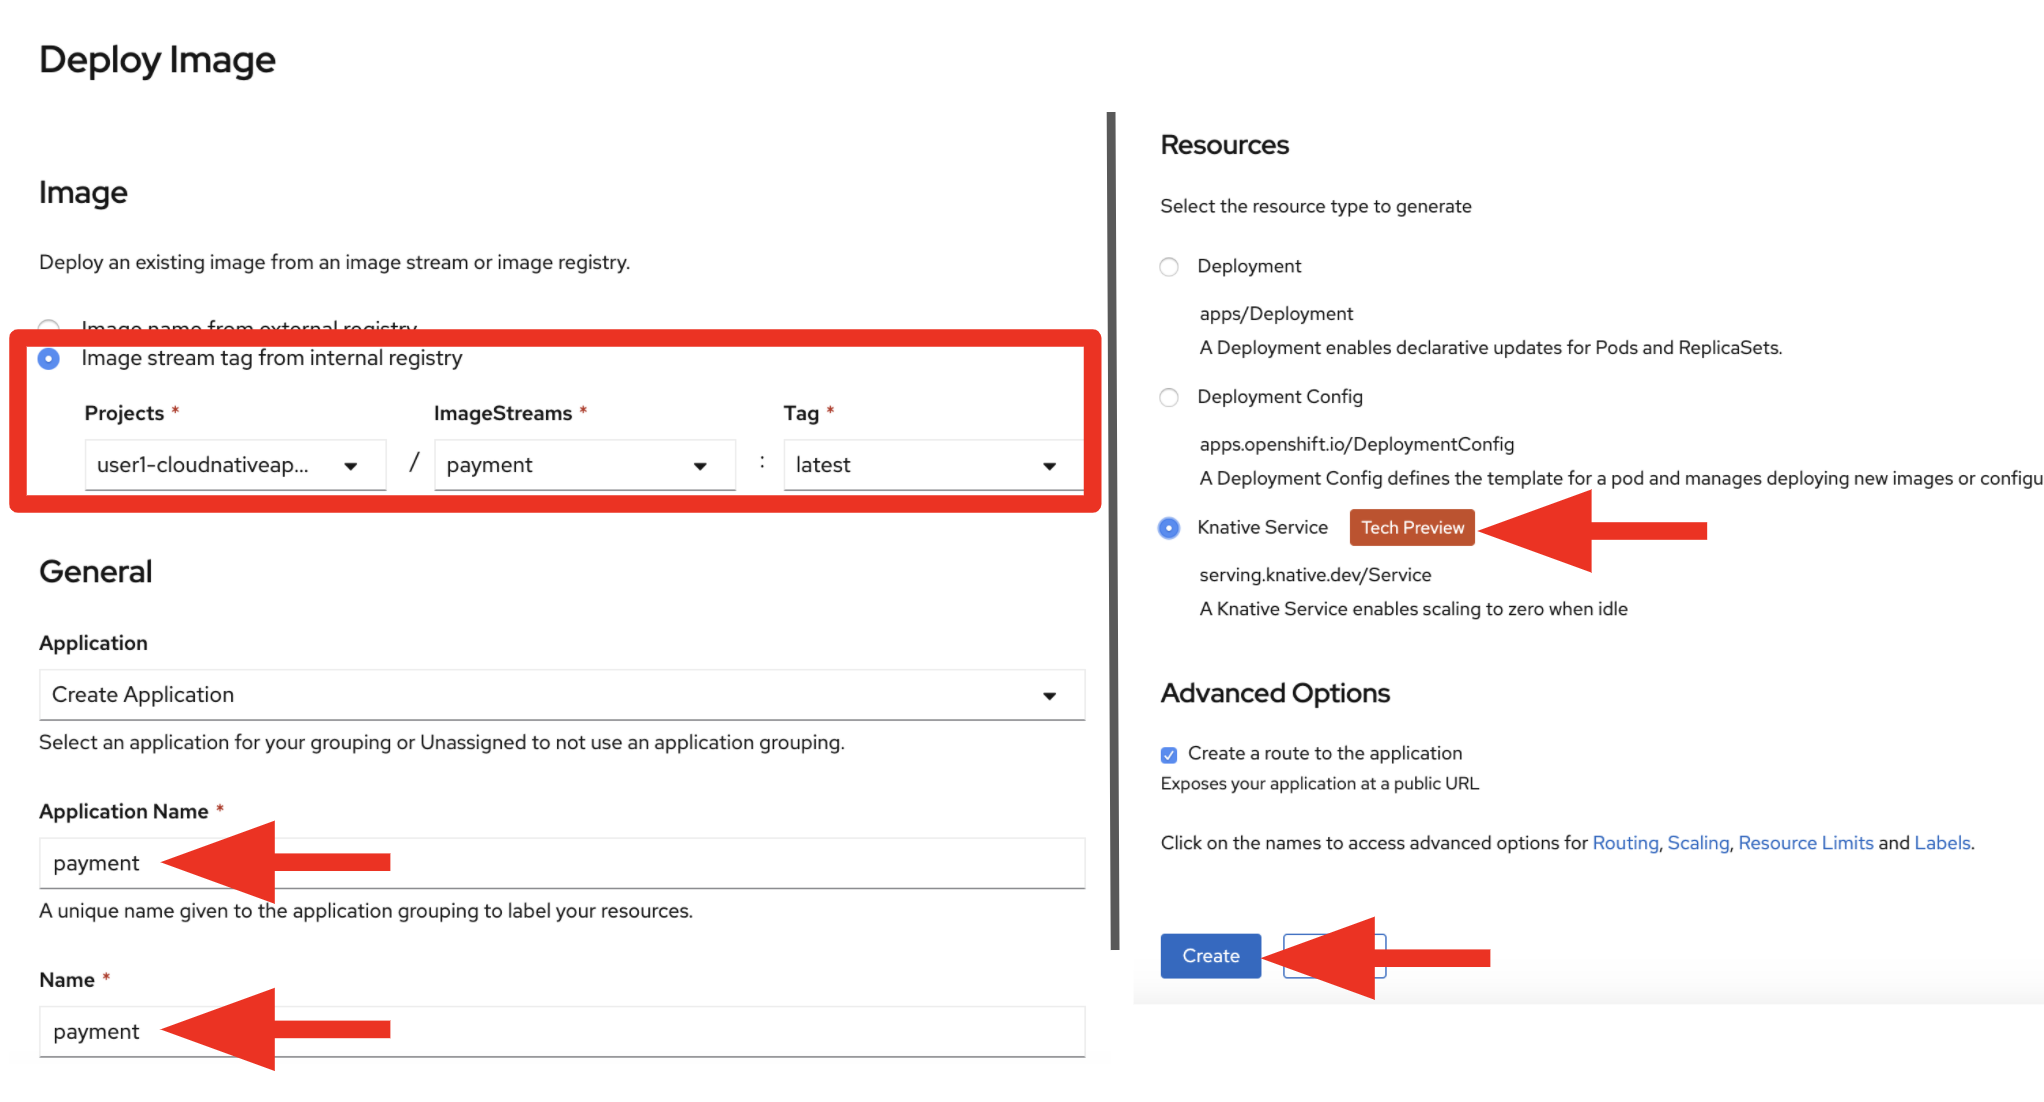 Deploy Image
Image
Deploy an existing image from an image stream or image registry.
Image name from external registry
Image stream tag from internal registry
Projects * ImageStreams * Tag *
user1-cloudnativeap... / payment : latest
General
Application
Create Application
Select an application for your grouping or Unassigned to not use an application grouping.
Application Name *
payment
A unique name given to the application grouping to label your resources.
Name *
payment
Resources
Select the resource type to generate
Deployment
apps/Deployment
A Deployment enables declarative updates for Pods and ReplicaSets.
Deployment Config
apps.openshift.io/DeploymentConfig
A Deployment Config defines the template for a pod and manages deploying new images or configu
Knative Service Tech Preview
serving.knative.dev/Service
A Knative Service enables scaling to zero when idle
Advanced Options
Create a route to the application
Exposes your application at a public URL
Click on the names to access advanced options for Routing, Scaling, Resource Limits and Labels.
Create